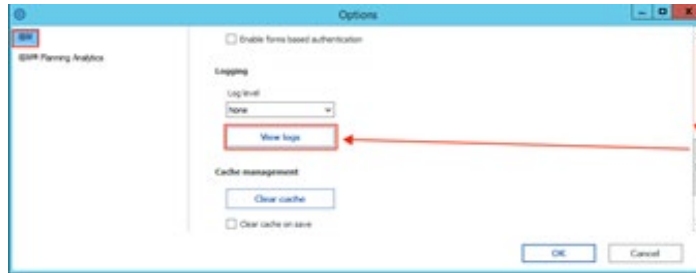 Options
IBM
IBM® Planning Analytics
Enable forms based authentication
Logging
Log level
None
View logs
Cache management
Clear cache
Clear cache on save
OK
Cancel